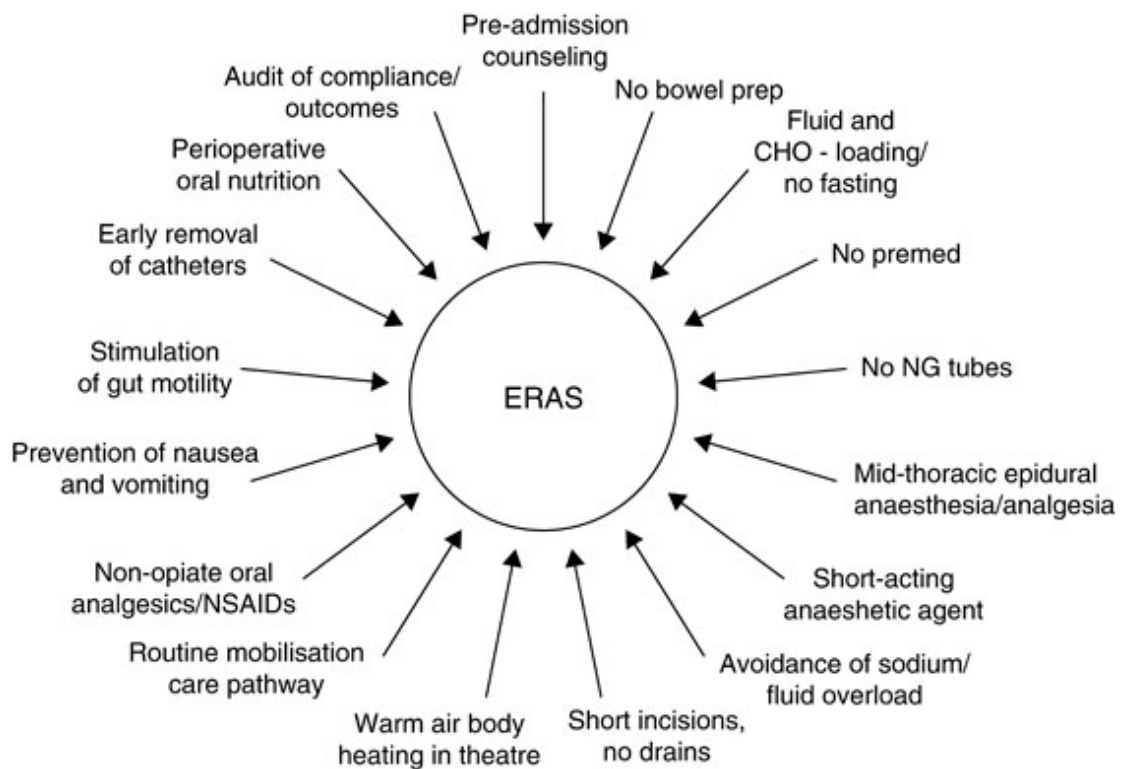 Pre-admission
counseling
No bowel prep
Fluid and
CHO - loading/
no fasting
No premed
No NG tubes
Mid-thoracic epidural
anaesthesia/analgesia
Short-acting
anaeshetic agent
Avoidance of sodium/
fluid overload
Short incisions,
no drains
Warm air body
heating in theatre
Routine mobilisation
care pathway
Non-opiate oral
analgesics/NSAIDs
Prevention of nausea
and vomiting
Stimulation
of gut motility
Early removal
of catheters
Perioperative
oral nutrition
Audit of compliance/
outcomes
ERAS